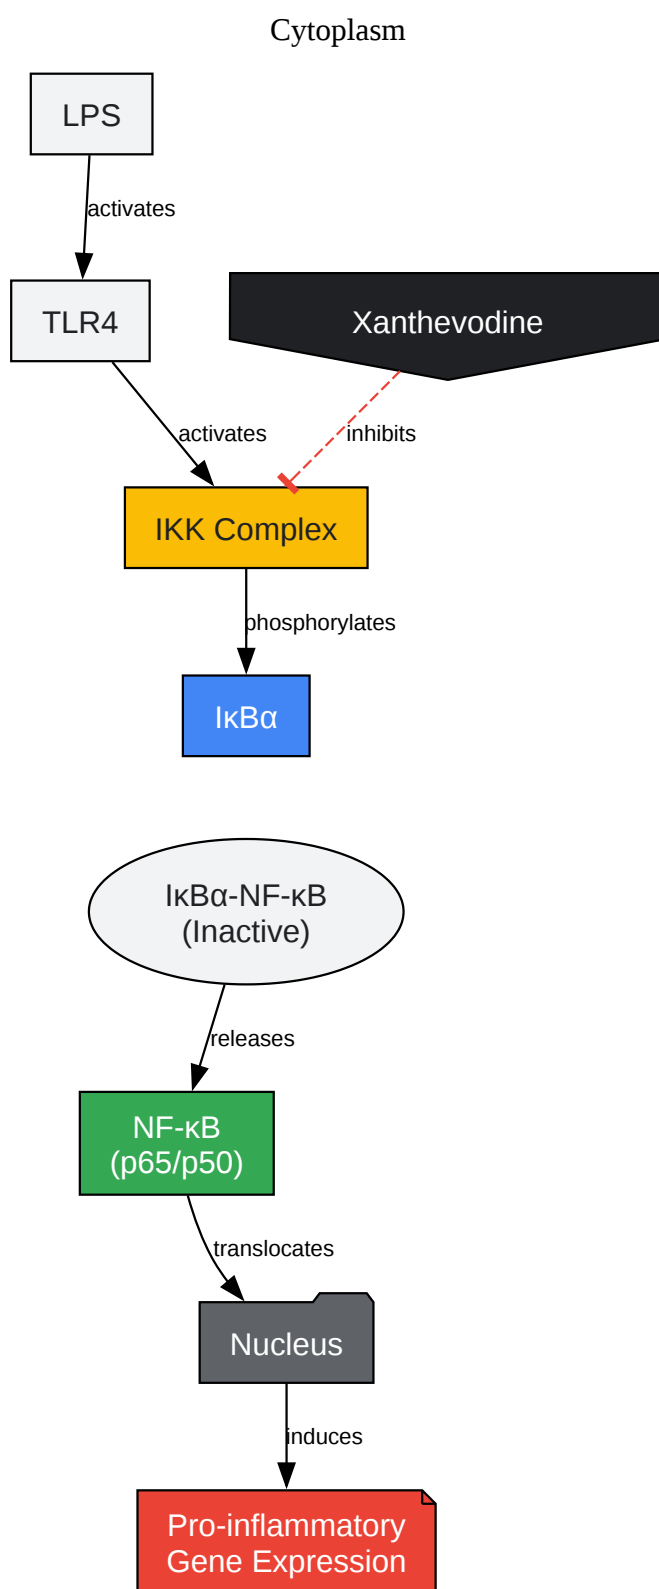 Cytoplasm
LPS
activates
TLR4
Xanthevodine
activates
inhibits
IKK Complex
phosphorylates
IκBα
IκBα-NF-κB
(Inactive)
releases
NF-κB
(p65/p50)
translocates
Nucleus
induces
Pro-inflammatory
Gene Expression